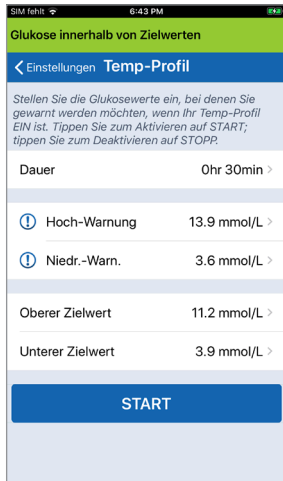 SIM fehlt 6:43 PM
Glukose innerhalb von Zielwerten
Einstellungen Temp-Profil
Stellen Sie die Glukosewerte ein, bei denen Sie
gewarnt werden möchten, wenn Ihr Temp-Profil
EIN ist. Tippen Sie zum Aktivieren auf START;
tippen Sie zum Deaktivieren auf STOPP.
Dauer 0hr 30min
Hoch-Warnung 13.9 mmol/L
Niedr.-Warn. 3.6 mmol/L
Oberer Zielwert 11.2 mmol/L
Unterer Zielwert 3.9 mmol/L
START